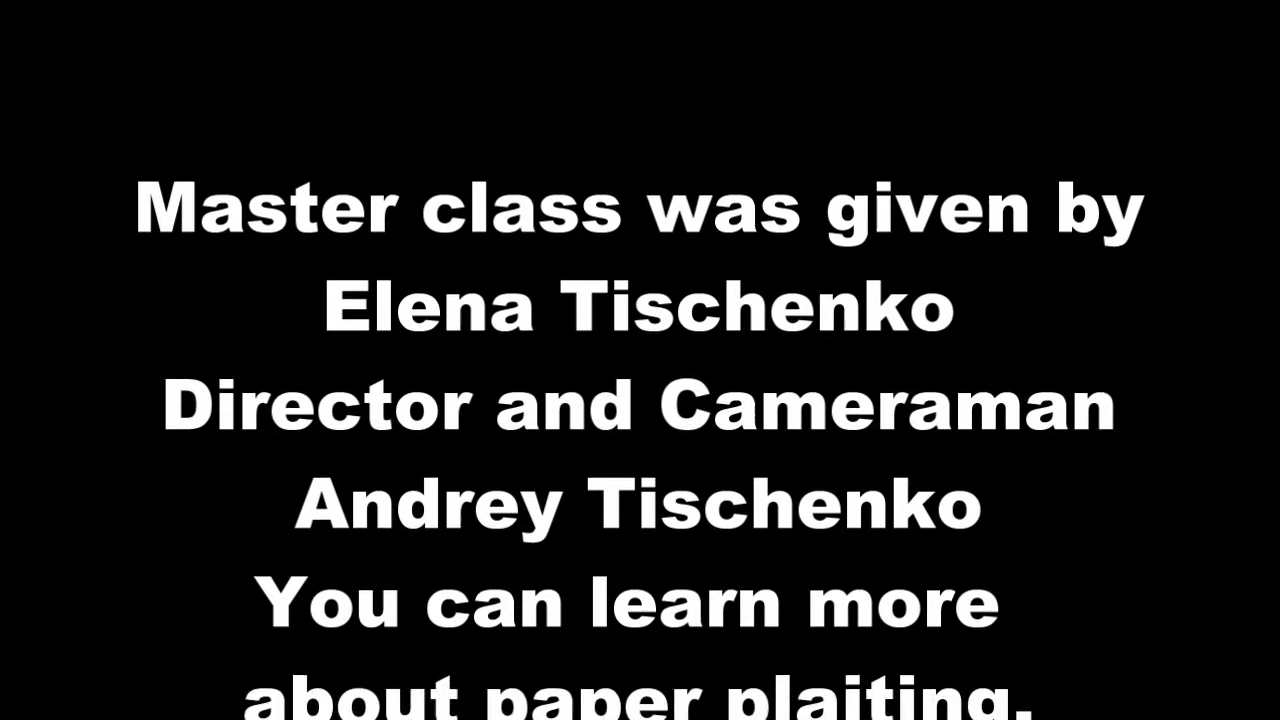 Master class was given by
Elena Tischenko
Director and Cameraman
Andrey Tischenko
You can learn more
about paper plaiting,